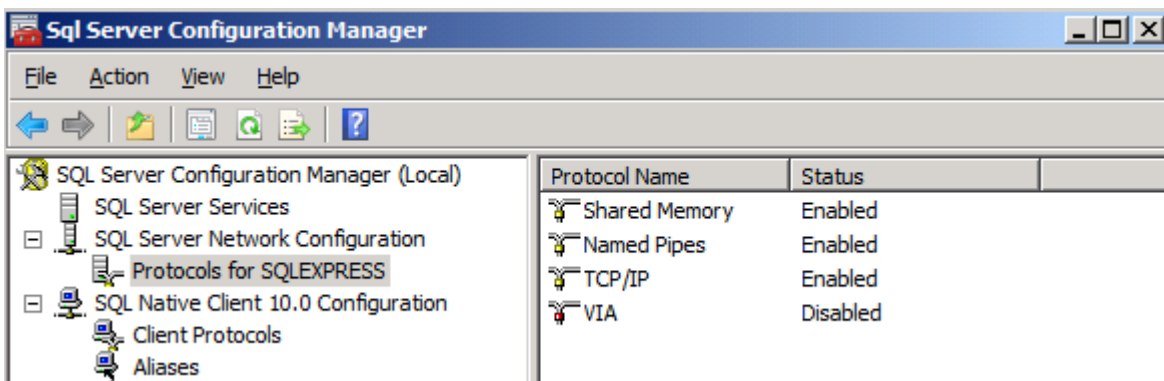 Sql Server Configuration Manager
File Action View Help
SQL Server Configuration Manager (Local)
SQL Server Services
SQL Server Network Configuration
Protocols for SQLEXPRESS
SQL Native Client 10.0 Configuration
Client Protocols
Aliases
Protocol Name Status
Shared Memory Enabled
Named Pipes Enabled
TCP/IP Enabled
VIA Disabled